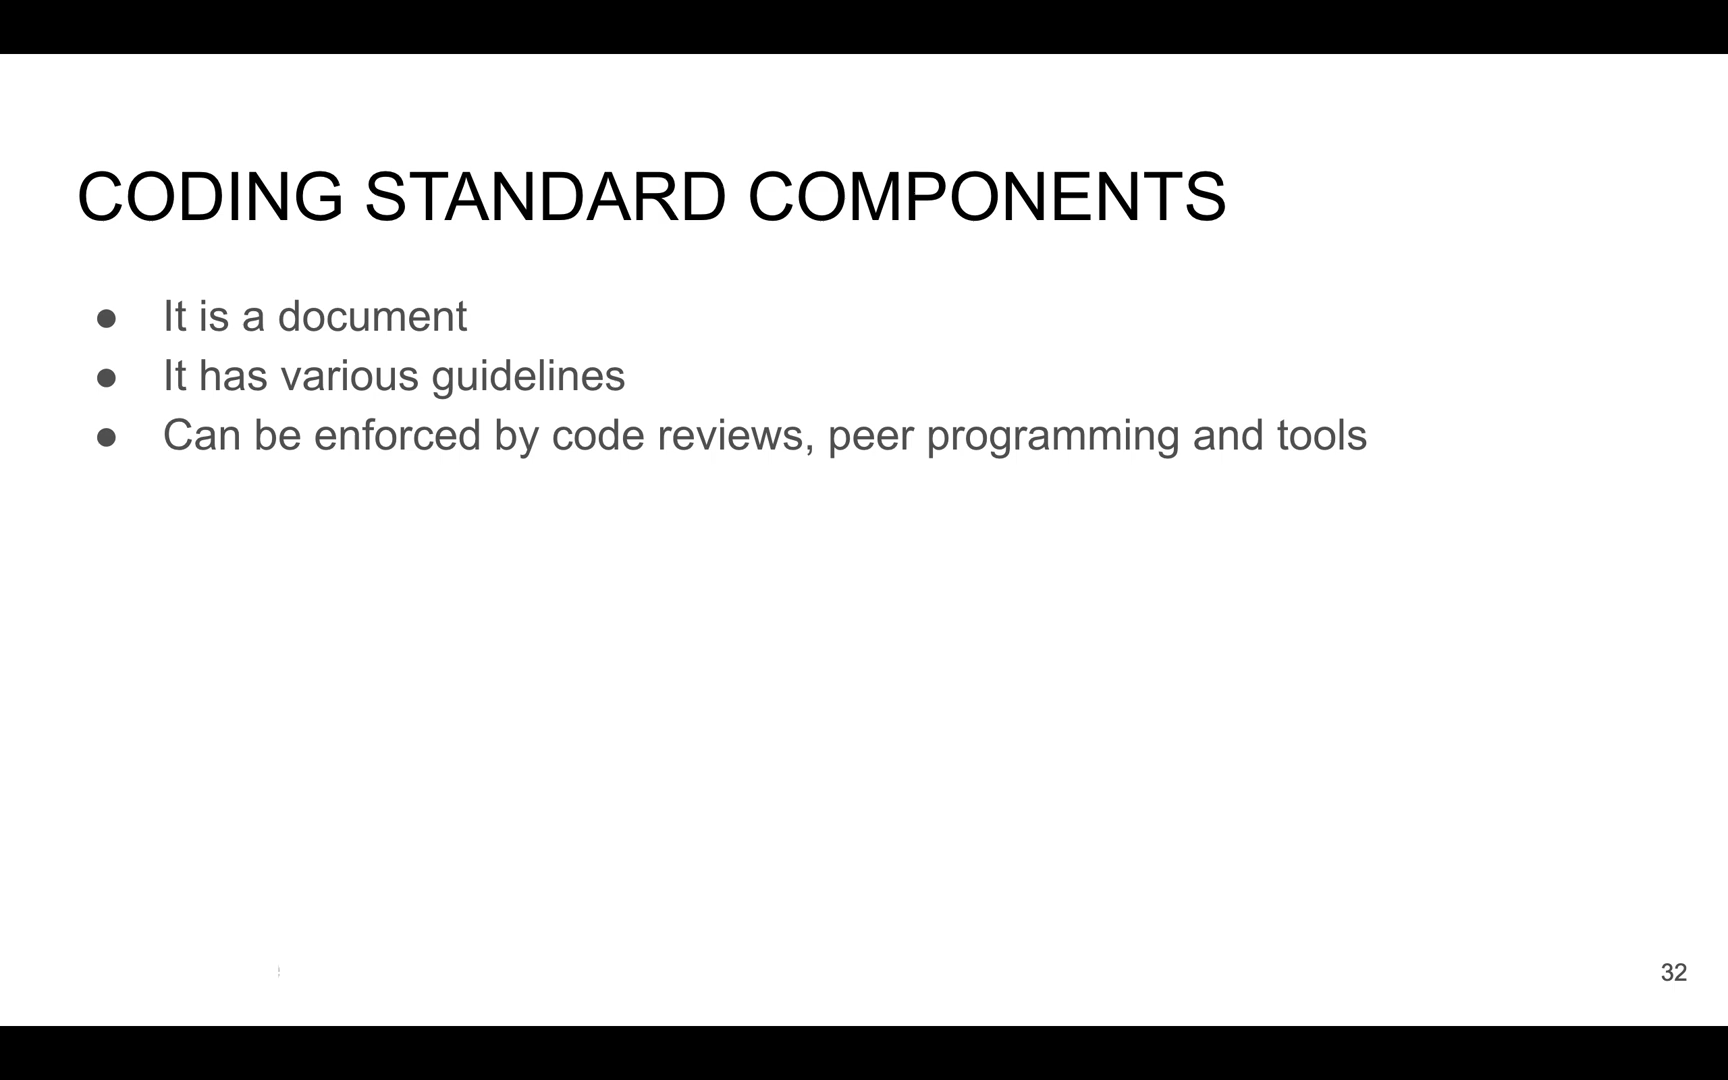 CODING STANDARD COMPONENTS
● It is a document
● It has various guidelines
● Can be enforced by code reviews, peer programming and tools
32